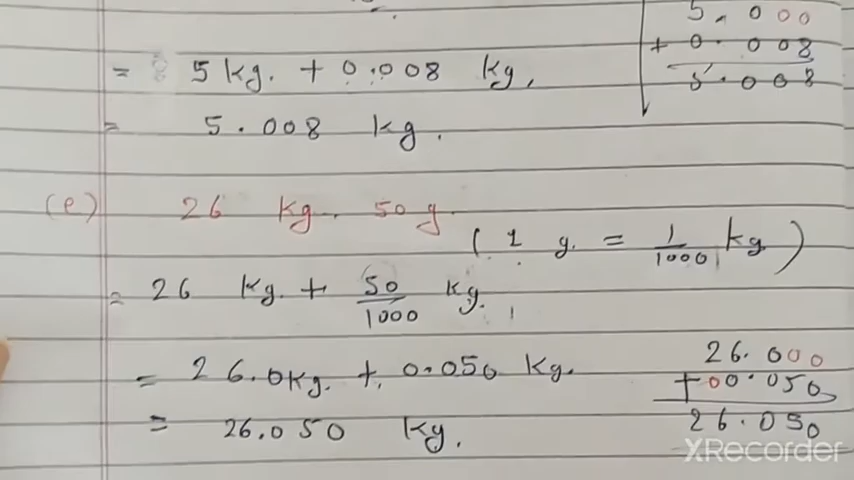 5.000
+ 0.008
5.008
= 5 kg. + 0.008 kg.
= 5.008 kg.
(e) 26 kg. 50 g.
( 1 g. = 1/1000 kg )
= 26 kg. + 50/1000 kg.
= 26.0kg. + 0.050 kg.
= 26.050 kg.
26.000
+00.050
26.050
XRecorder